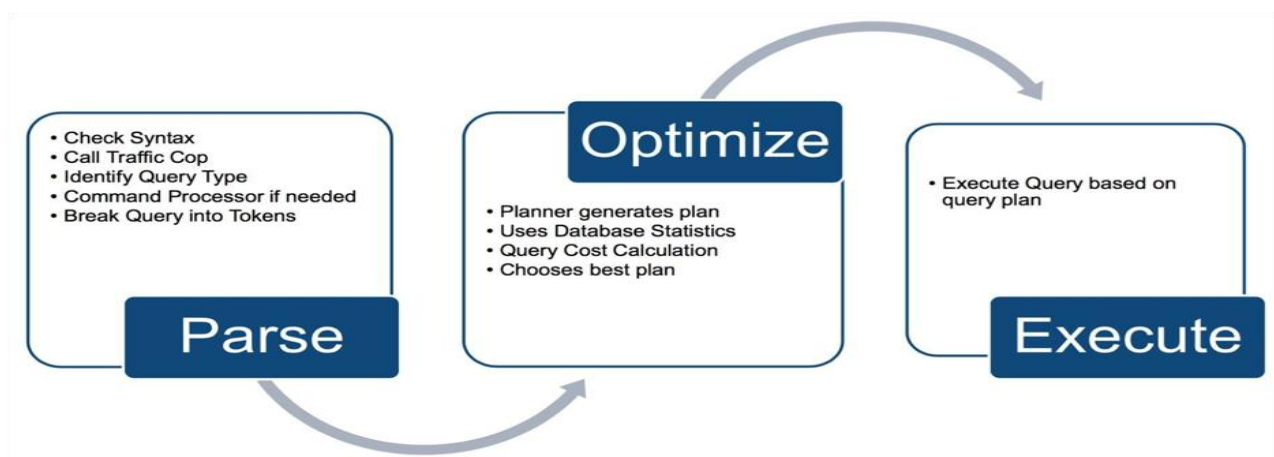 • Check Syntax
• Call Traffic Cop
• Identify Query Type
• Command Processor if needed
• Break Query into Tokens
Parse
Optimize
• Planner generates plan
• Uses Database Statistics
• Query Cost Calculation
• Chooses best plan
• Execute Query based on
query plan
Execute